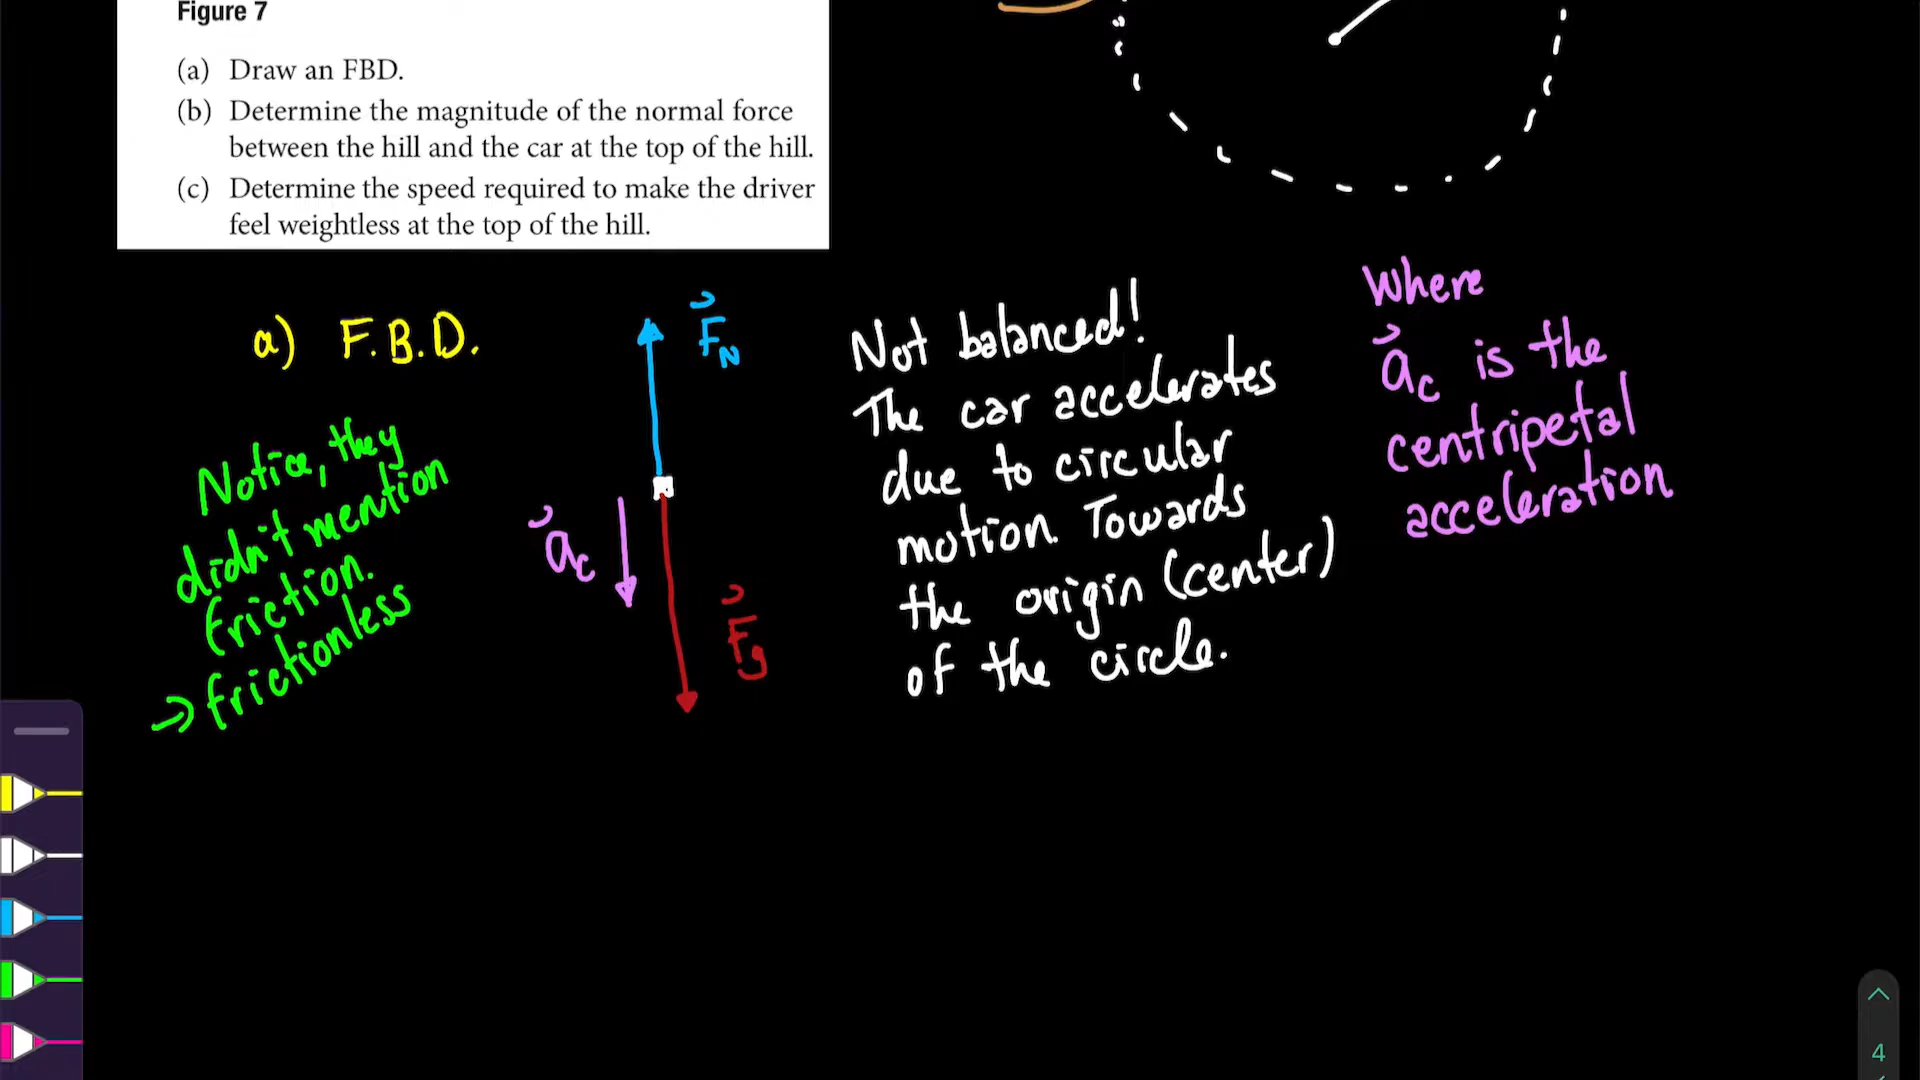 Figure 7
(a) Draw an FBD.
(b) Determine the magnitude of the normal force
between the hill and the car at the top of the hill.
(c) Determine the speed required to make the driver
feel weightless at the top of the hill.
a) F.B.D.
Notice, they
didn't mention
friction.
→ frictionless
F⃗N
a⃗c
F⃗g
Not balanced!
The car accelerates
due to circular
motion. Towards
the origin (center)
of the circle.
Where
a⃗c is the
centripetal
acceleration
4